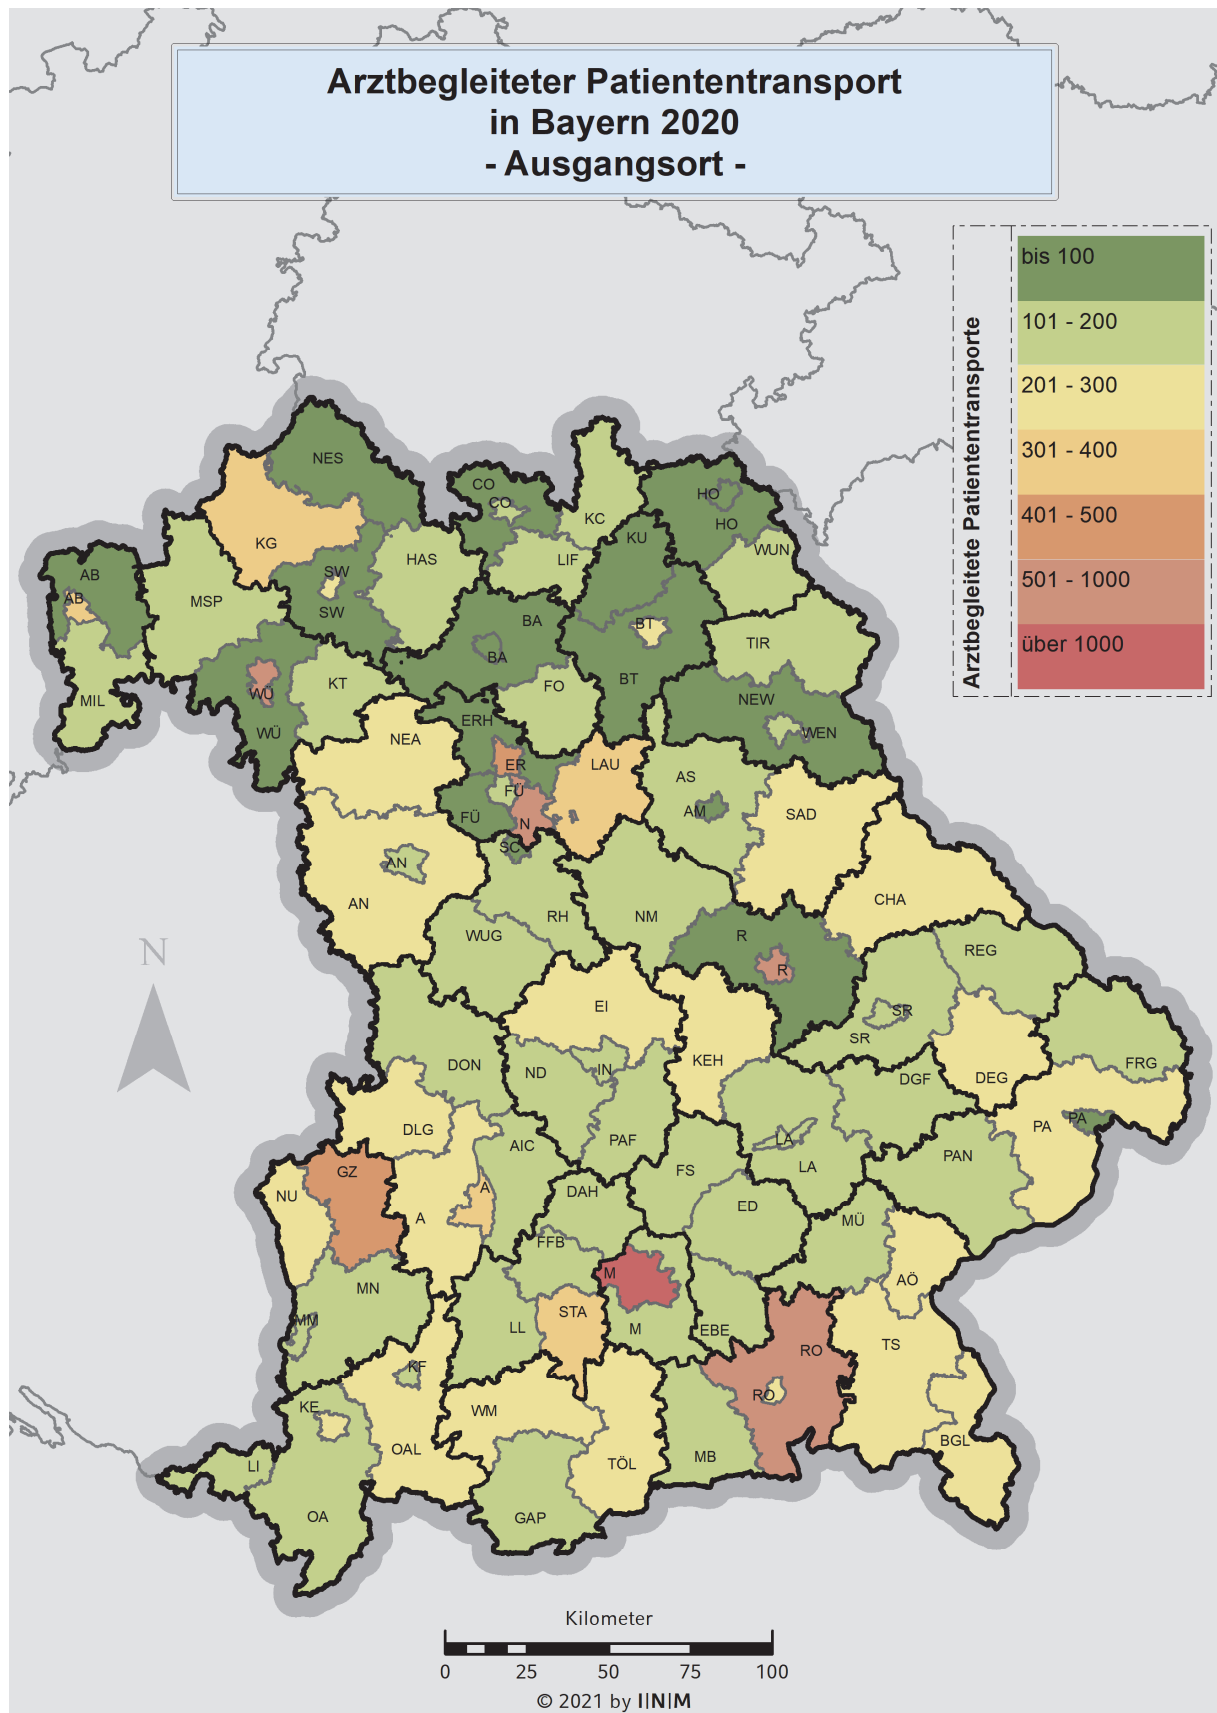 Arztbegleiteter Patiententransport
in Bayern 2020
- Ausgangsort -
Arztbegleitete Patiententransporte
bis 100
101 - 200
201 - 300
301 - 400
401 - 500
501 - 1000
über 1000
NES
CO
CO
HO
HO
KC
KG
KU
WUN
HAS
LIF
AB
AB
SW
SW
MSP
BA
BA
BT
BT
TIR
MIL
WÜ
WÜ
KT
FO
NEW
WEN
ERH
NEA
ER
LAU
AS
FÜ
FÜ
N
AM
SAD
SC
AN
AN
CHA
RH
NM
WUG
R
R
REG
N
EI
SR
SR
DON
ND
IN
KEH
DGF
DEG
FRG
DLG
AIC
PAF
LA
LA
PA
PA
PAN
GZ
NU
A
A
DAH
FS
ED
MÜ
FFB
M
M
AÖ
MN
MM
LL
STA
EBE
RO
RO
TS
KF
KE
WM
OAL
TÖL
MB
BGL
LI
OA
GAP
Kilometer
0 25 50 75 100
© 2021 by I|N|M